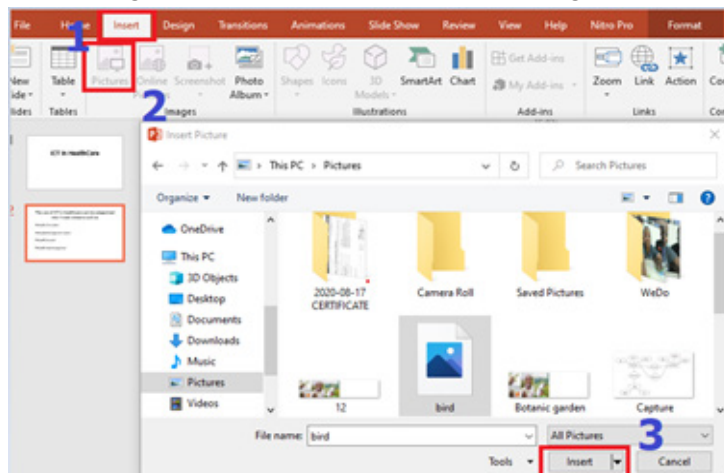 File Home Insert Design Transitions Animations Slide Show Review View Help Nitro Pro Format
1
New Table Pictures Online Screenshot Photo Shapes Icons 3D SmartArt Chart Get Add-ins Zoom Link Action
Album Models My Add-ins
2
Tables Images Illustrations Add-ins Links
Insert Picture
This PC > Pictures Search Pictures
ICT in HealthCare
Organize New folder
2
OneDrive
This PC
3D Objects
Desktop
Documents
Downloads
Music
Pictures
Videos
2020-08-17 CERTIFICATE Camera Roll Saved Pictures WeDo
12 bird Botanic garden Capture
File name: bird All Pictures
3
Tools Insert Cancel